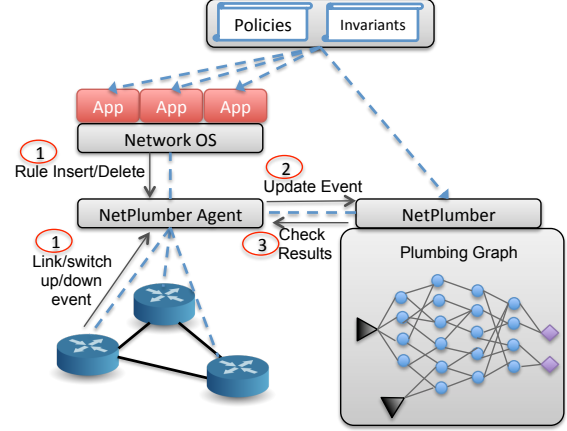 Policies
Invariants
App App App
Network OS
1
Rule Insert/Delete
2
Update Event
NetPlumber Agent
NetPlumber
1
Link/switch
up/down
event
3
Check
Results
Plumbing Graph